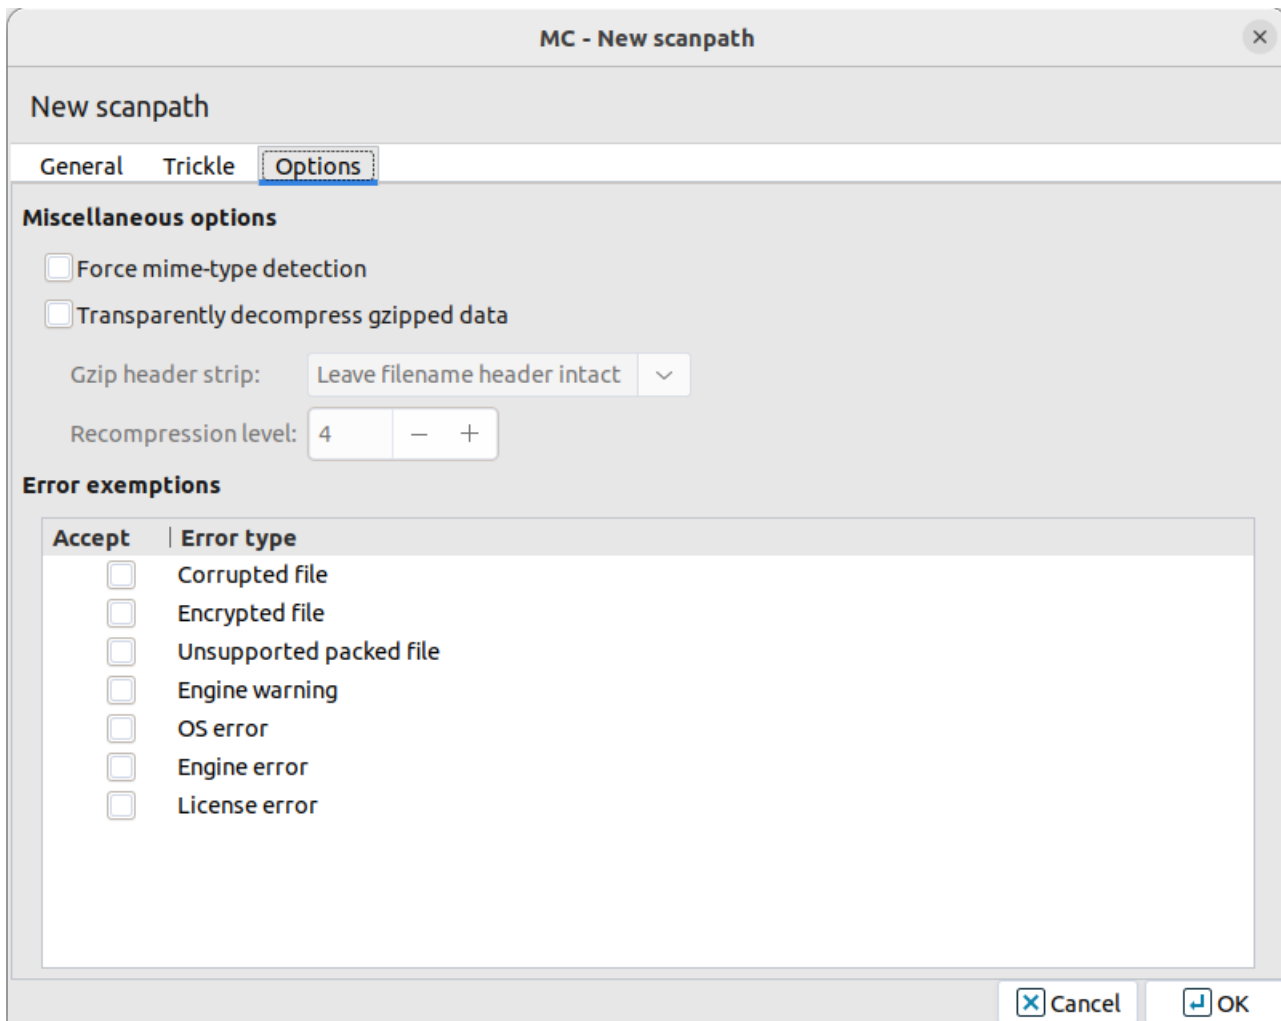 MC - New scanpath
New scanpath
General Trickle Options
Miscellaneous options
Force mime-type detection
Transparently decompress gzipped data
Gzip header strip: Leave filename header intact
Recompression level: 4
Error exemptions
Accept Error type
Corrupted file
Encrypted file
Unsupported packed file
Engine warning
OS error
Engine error
License error
Cancel OK